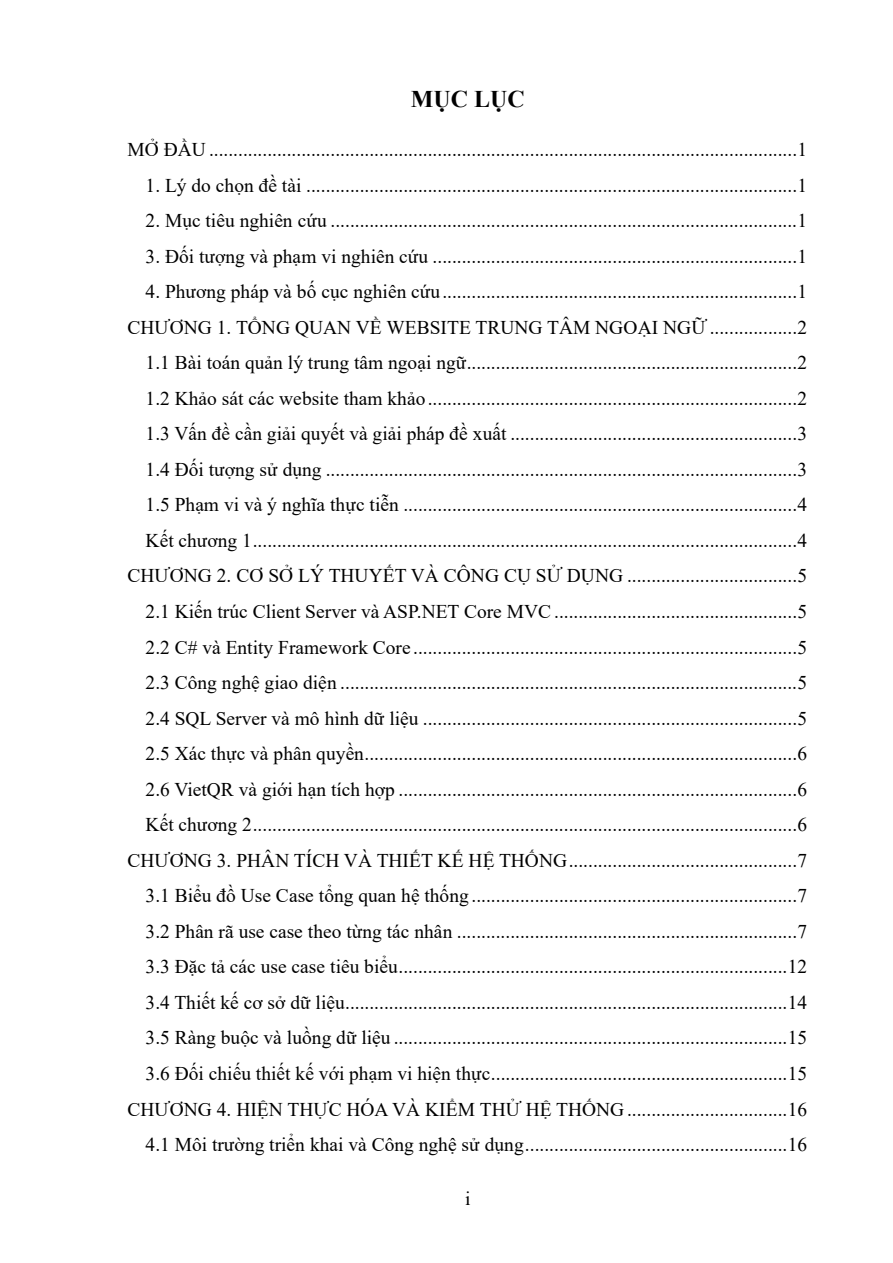 MỤC LỤC
MỞ ĐẦU ........................................................................................................................1
1. Lý do chọn đề tài .....................................................................................................1
2. Mục tiêu nghiên cứu ................................................................................................1
3. Đối tượng và phạm vi nghiên cứu ...........................................................................1
4. Phương pháp và bố cục nghiên cứu .........................................................................1
CHƯƠNG 1. TỔNG QUAN VỀ WEBSITE TRUNG TÂM NGOẠI NGỮ ..................2
1.1 Bài toán quản lý trung tâm ngoại ngữ....................................................................2
1.2 Khảo sát các website tham khảo ............................................................................2
1.3 Vấn đề cần giải quyết và giải pháp đề xuất ...........................................................3
1.4 Đối tượng sử dụng .................................................................................................3
1.5 Phạm vi và ý nghĩa thực tiễn .................................................................................4
Kết chương 1................................................................................................................4
CHƯƠNG 2. CƠ SỞ LÝ THUYẾT VÀ CÔNG CỤ SỬ DỤNG ...................................5
2.1 Kiến trúc Client Server và ASP.NET Core MVC ..................................................5
2.2 C# và Entity Framework Core ...............................................................................5
2.3 Công nghệ giao diện ..............................................................................................5
2.4 SQL Server và mô hình dữ liệu .............................................................................5
2.5 Xác thực và phân quyền.........................................................................................6
2.6 VietQR và giới hạn tích hợp ..................................................................................6
Kết chương 2................................................................................................................6
CHƯƠNG 3. PHÂN TÍCH VÀ THIẾT KẾ HỆ THỐNG..............................................7
3.1 Biểu đồ Use Case tổng quan hệ thống ...................................................................7
3.2 Phân rã use case theo từng tác nhân ......................................................................7
3.3 Đặc tả các use case tiêu biểu................................................................................12
3.4 Thiết kế cơ sở dữ liệu...........................................................................................14
3.5 Ràng buộc và luồng dữ liệu .................................................................................15
3.6 Đối chiếu thiết kế với phạm vi hiện thực.............................................................15
CHƯƠNG 4. HIỆN THỰC HÓA VÀ KIỂM THỬ HỆ THỐNG .................................16
4.1 Môi trường triển khai và Công nghệ sử dụng......................................................16
i